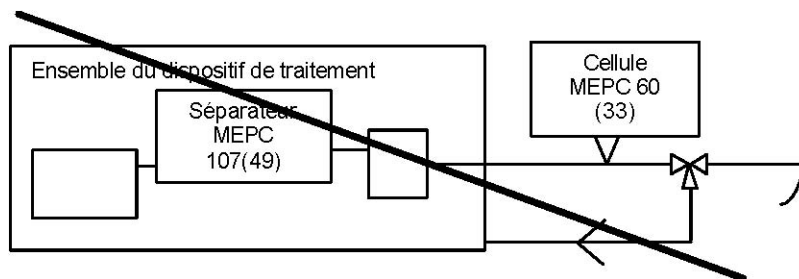 Ensemble du dispositif de traitement
Séparateur
MEPC
107(49)
Cellule
MEPC 60
(33)